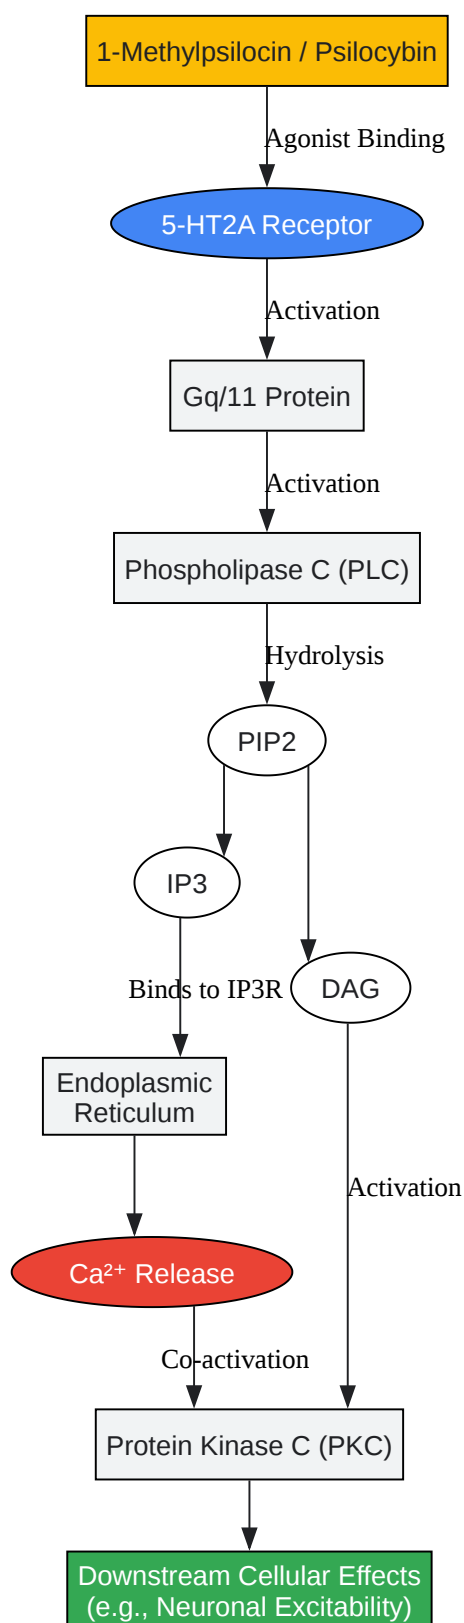 1-Methylpsilocin / Psilocybin
Agonist Binding
5-HT2A Receptor
Activation
Gq/11 Protein
Activation
Phospholipase C (PLC)
Hydrolysis
PIP2
IP3
Binds to IP3R
DAG
Endoplasmic
Reticulum
Activation
Ca²⁺ Release
Co-activation
Protein Kinase C (PKC)
Downstream Cellular Effects
(e.g., Neuronal Excitability)